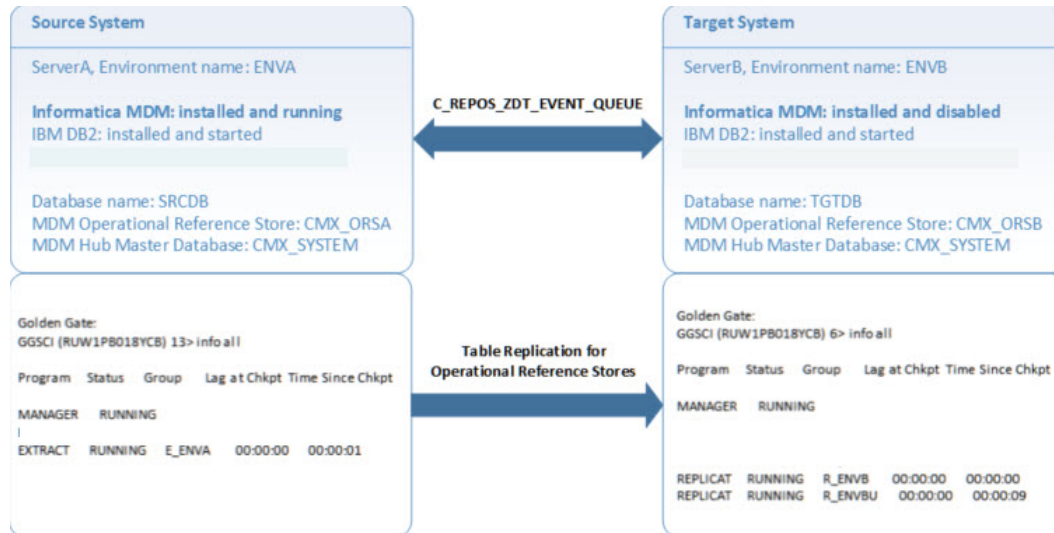 Source System
ServerA, Environment name: ENVA
Informatica MDM: installed and running
IBM DB2: installed and started
Database name: SRCDB
MDM Operational Reference Store: CMX_ORSA
MDM Hub Master Database: CMX_SYSTEM
C_REPOS_ZDT_EVENT_QUEUE
Target System
ServerB, Environment name: ENVB
Informatica MDM: installed and disabled
IBM DB2: installed and started
Database name: TGTDB
MDM Operational Reference Store: CMX_ORSB
MDM Hub Master Database: CMX_SYSTEM
Golden Gate:
GGSCI (RUW1PB018YCB) 13> info all
Program Status Group Lag at Chkpt Time Since Chkpt
MANAGER RUNNING
EXTRACT RUNNING E_ENVA 00:00:00 00:00:01
Table Replication for
Operational Reference Stores
Golden Gate:
GGSCI (RUW1PB018YCB) 6> info all
Program Status Group Lag at Chkpt Time Since Chkpt
MANAGER RUNNING
REPLICAT RUNNING R_ENVB 00:00:00 00:00:00
REPLICAT RUNNING R_ENVBU 00:00:00 00:00:09